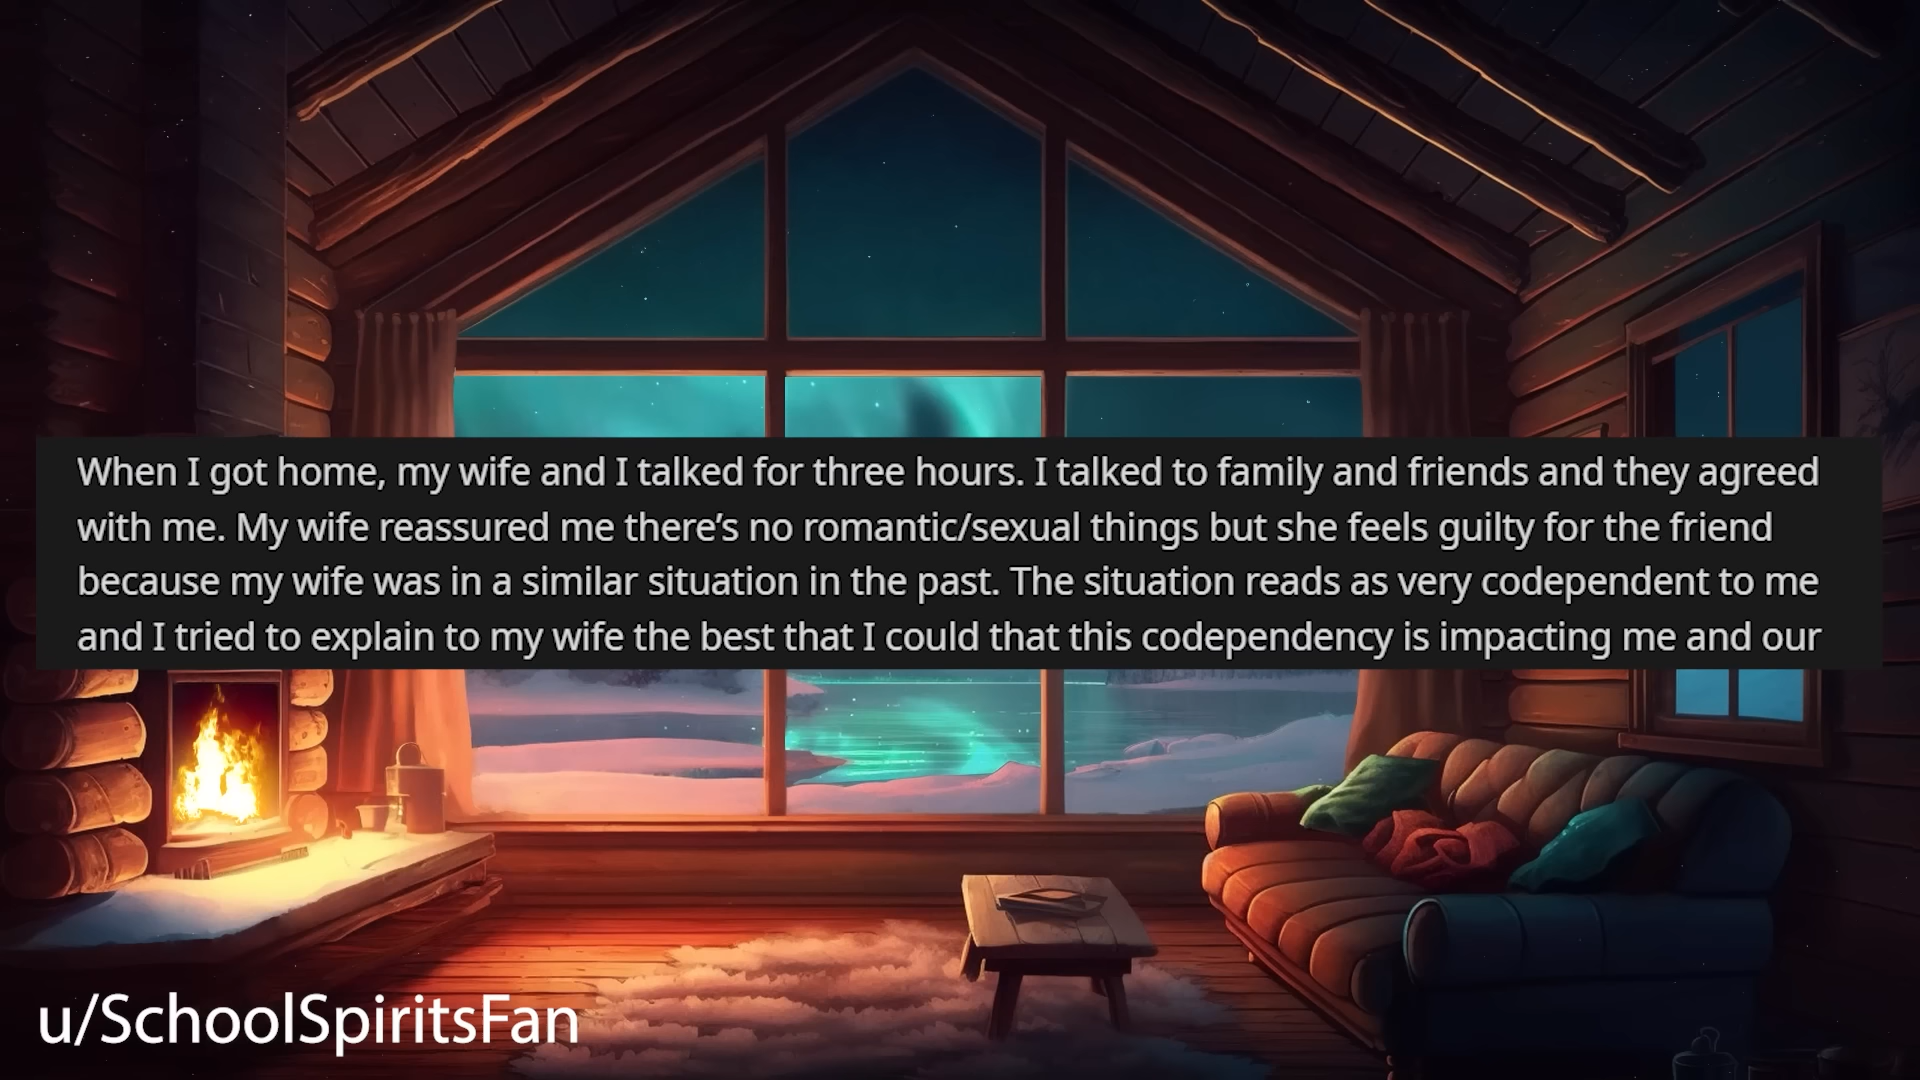 When I got home, my wife and I talked for three hours. I talked to family and friends and they agreed
with me. My wife reassured me there’s no romantic/sexual things but she feels guilty for the friend
because my wife was in a similar situation in the past. The situation reads as very codependent to me
and I tried to explain to my wife the best that I could that this codependency is impacting me and our
u/SchoolSpiritsFan